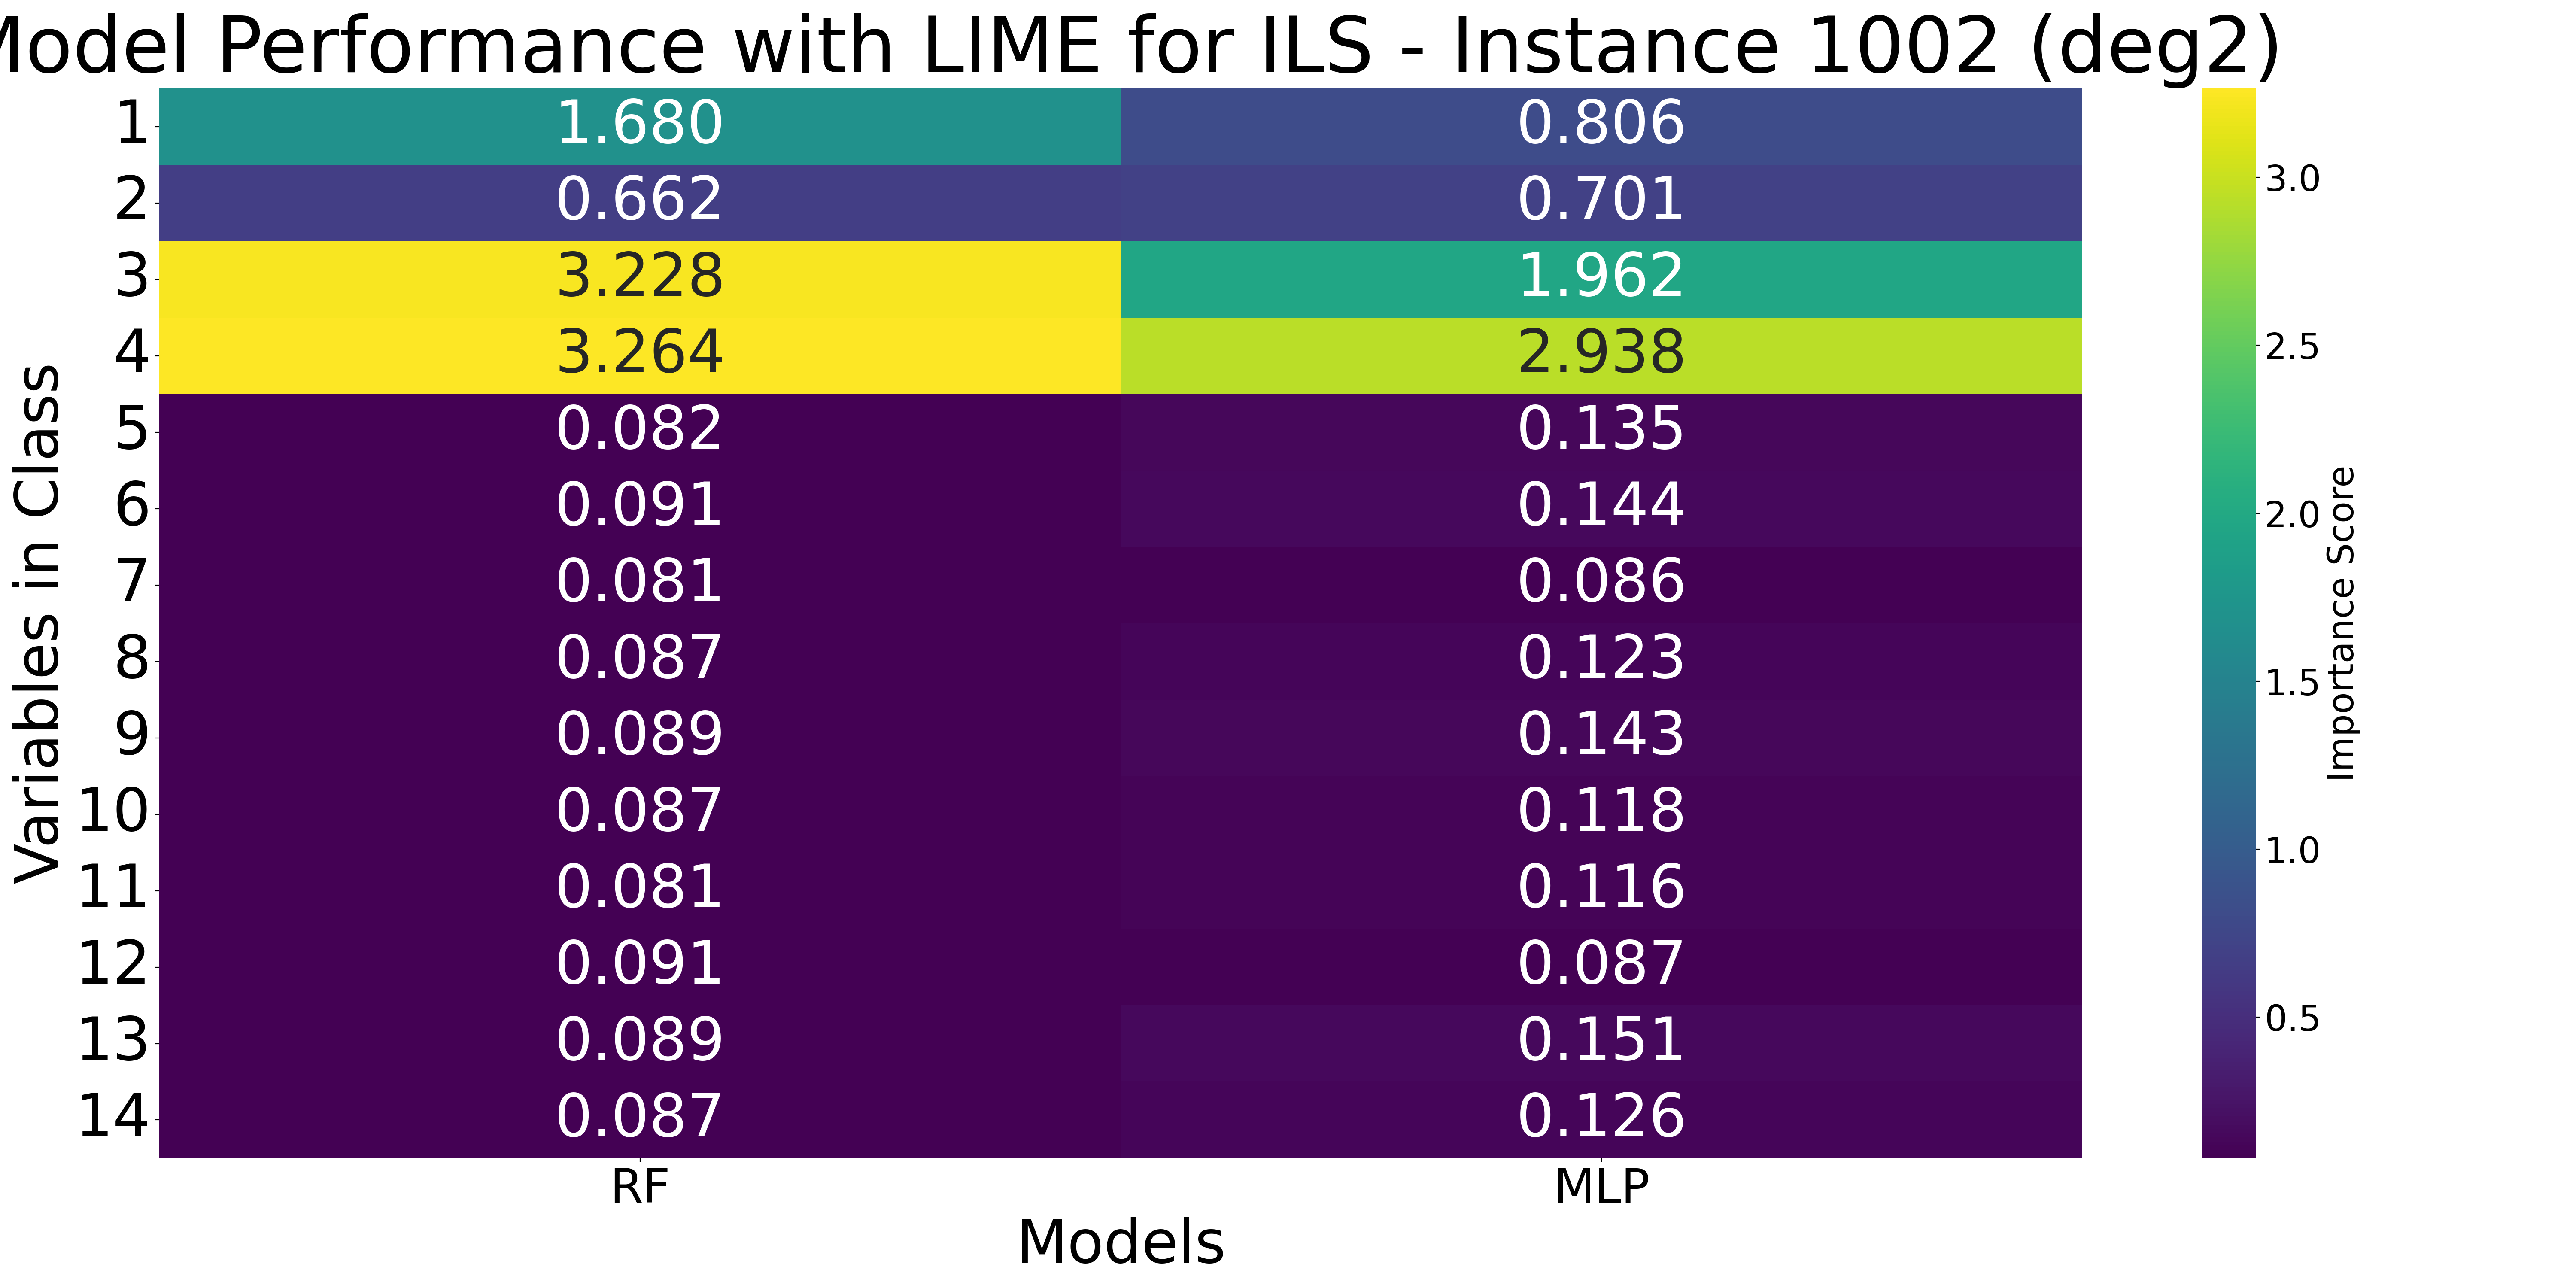 Model Performance with LIME for ILS - Instance 1002 (deg2)
1 1.680 0.806
2 0.662 0.701
3 3.228 1.962
4 3.264 2.938
5 0.082 0.135
6 0.091 0.144
7 0.081 0.086
8 0.087 0.123
9 0.089 0.143
10 0.087 0.118
11 0.081 0.116
12 0.091 0.087
13 0.089 0.151
14 0.087 0.126
RF MLP
Models
Variables in Class
3.0
2.5
2.0
1.5
1.0
0.5
Importance Score